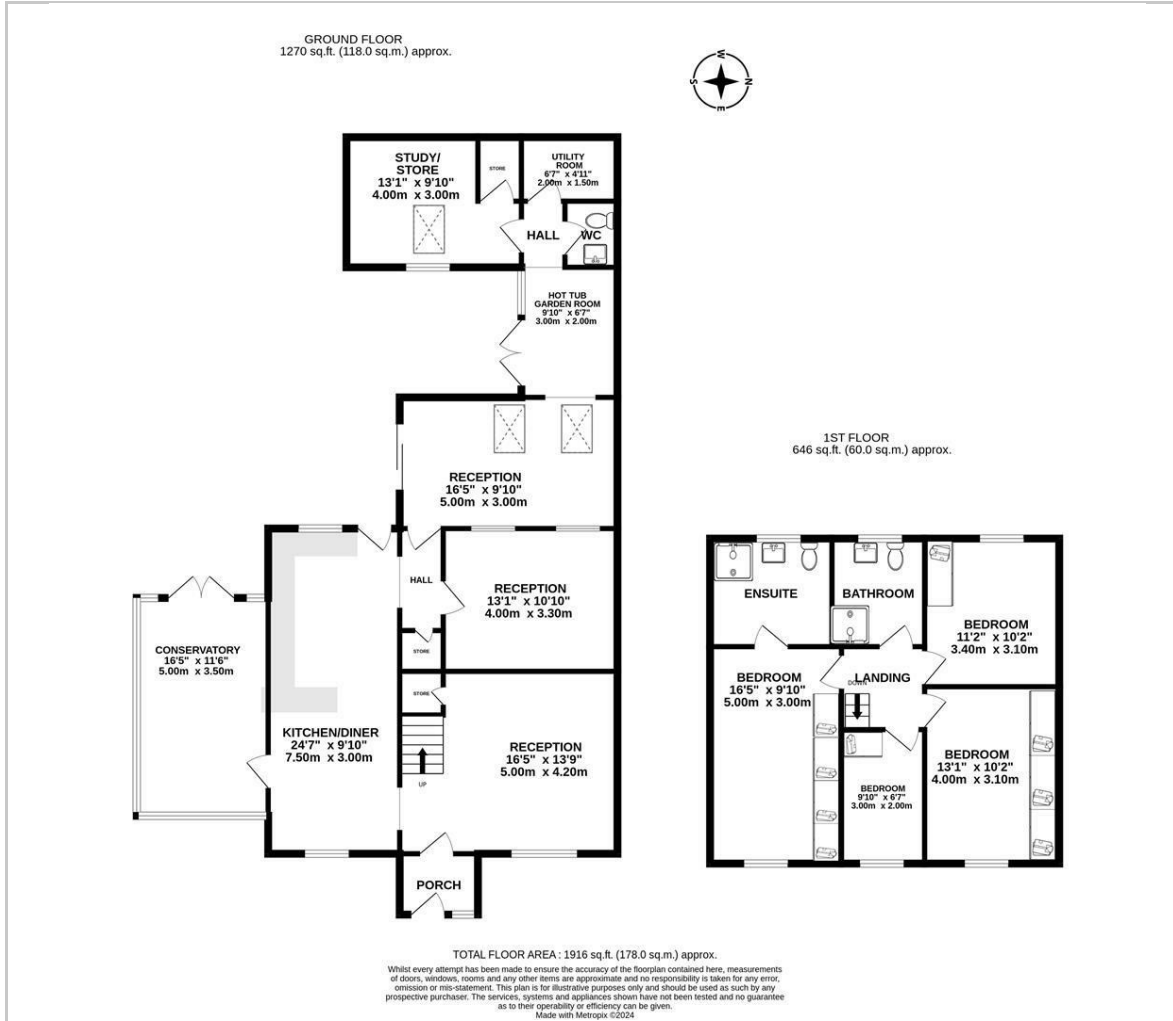 GROUND FLOOR
1270 sq.ft. (118.0 sq.m.) approx.
W
N
S
E
STUDY/
STORE
13'1" x 9'10"
4.00m x 3.00m
STORE
UTILITY
ROOM
6'7" x 4'11"
2.00m x 1.50m
HALL
WC
HOT TUB
GARDEN ROOM
9'10" x 6'7"
3.00m x 2.00m
RECEPTION
16'5" x 9'10"
5.00m x 3.00m
HALL
RECEPTION
13'1" x 10'10"
4.00m x 3.30m
STORE
CONSERVATORY
16'5" x 11'6"
5.00m x 3.50m
STORE
KITCHEN/DINER
24'7" x 9'10"
7.50m x 3.00m
RECEPTION
16'5" x 13'9"
5.00m x 4.20m
UP
PORCH
1ST FLOOR
646 sq.ft. (60.0 sq.m.) approx.
ENSUITE
BATHROOM
BEDROOM
11'2" x 10'2"
3.40m x 3.10m
BEDROOM
16'5" x 9'10"
5.00m x 3.00m
LANDING
DOWN
BEDROOM
13'1" x 10'2"
4.00m x 3.10m
BEDROOM
9'10" x 6'7"
3.00m x 2.00m
TOTAL FLOOR AREA : 1916 sq.ft. (178.0 sq.m.) approx.
Whilst every attempt has been made to ensure the accuracy of the floorplan contained here, measurements
of doors, windows, rooms and any other items are approximate and no responsibility is taken for any error,
omission or mis-statement. This plan is for illustrative purposes only and should be used as such by any
prospective purchaser. The services, systems and appliances shown have not been tested and no guarantee
as to their operability or efficiency can be given.
Made with Metropix ©2024